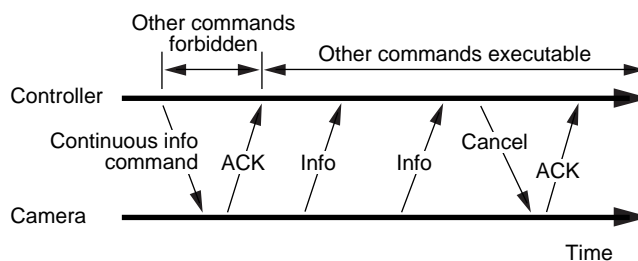 Other commands
forbidden
Other commands executable
Controller
Continuous info
command
ACK
Info
Info
Cancel
ACK
Camera
Time